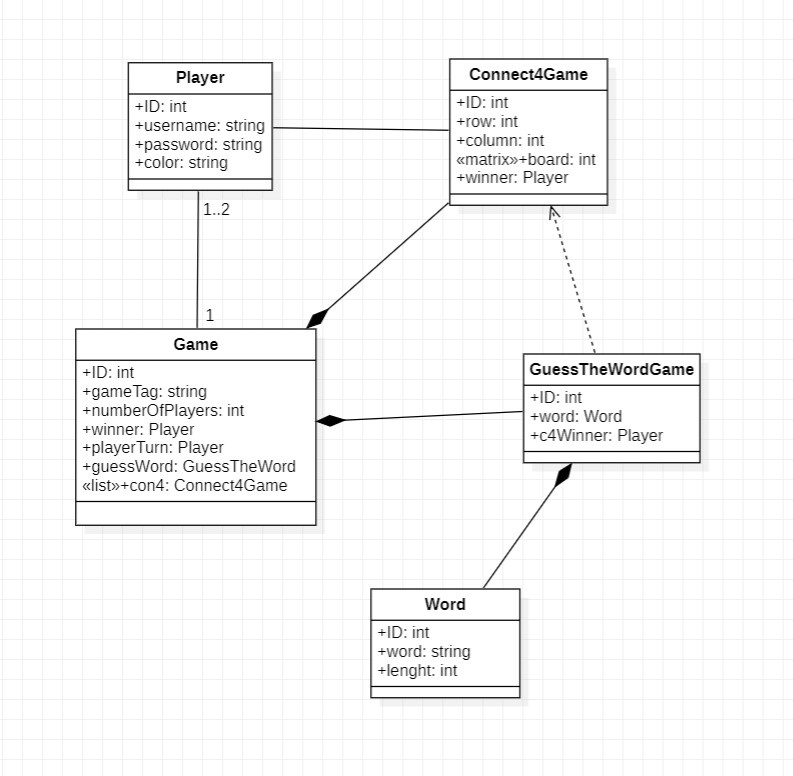 Player
+ID: int
+username: string
+password: string
+color: string
Connect4Game
+ID: int
+row: int
+column: int
«matrix»+board: int
+winner: Player
1..2
1
Game
+ID: int
+gameTag: string
+numberOfPlayers: int
+winner: Player
+playerTurn: Player
+guessWord: GuessTheWord
«list»+con4: Connect4Game
GuessTheWordGame
+ID: int
+word: Word
+c4Winner: Player
Word
+ID: int
+word: string
+lenght: int